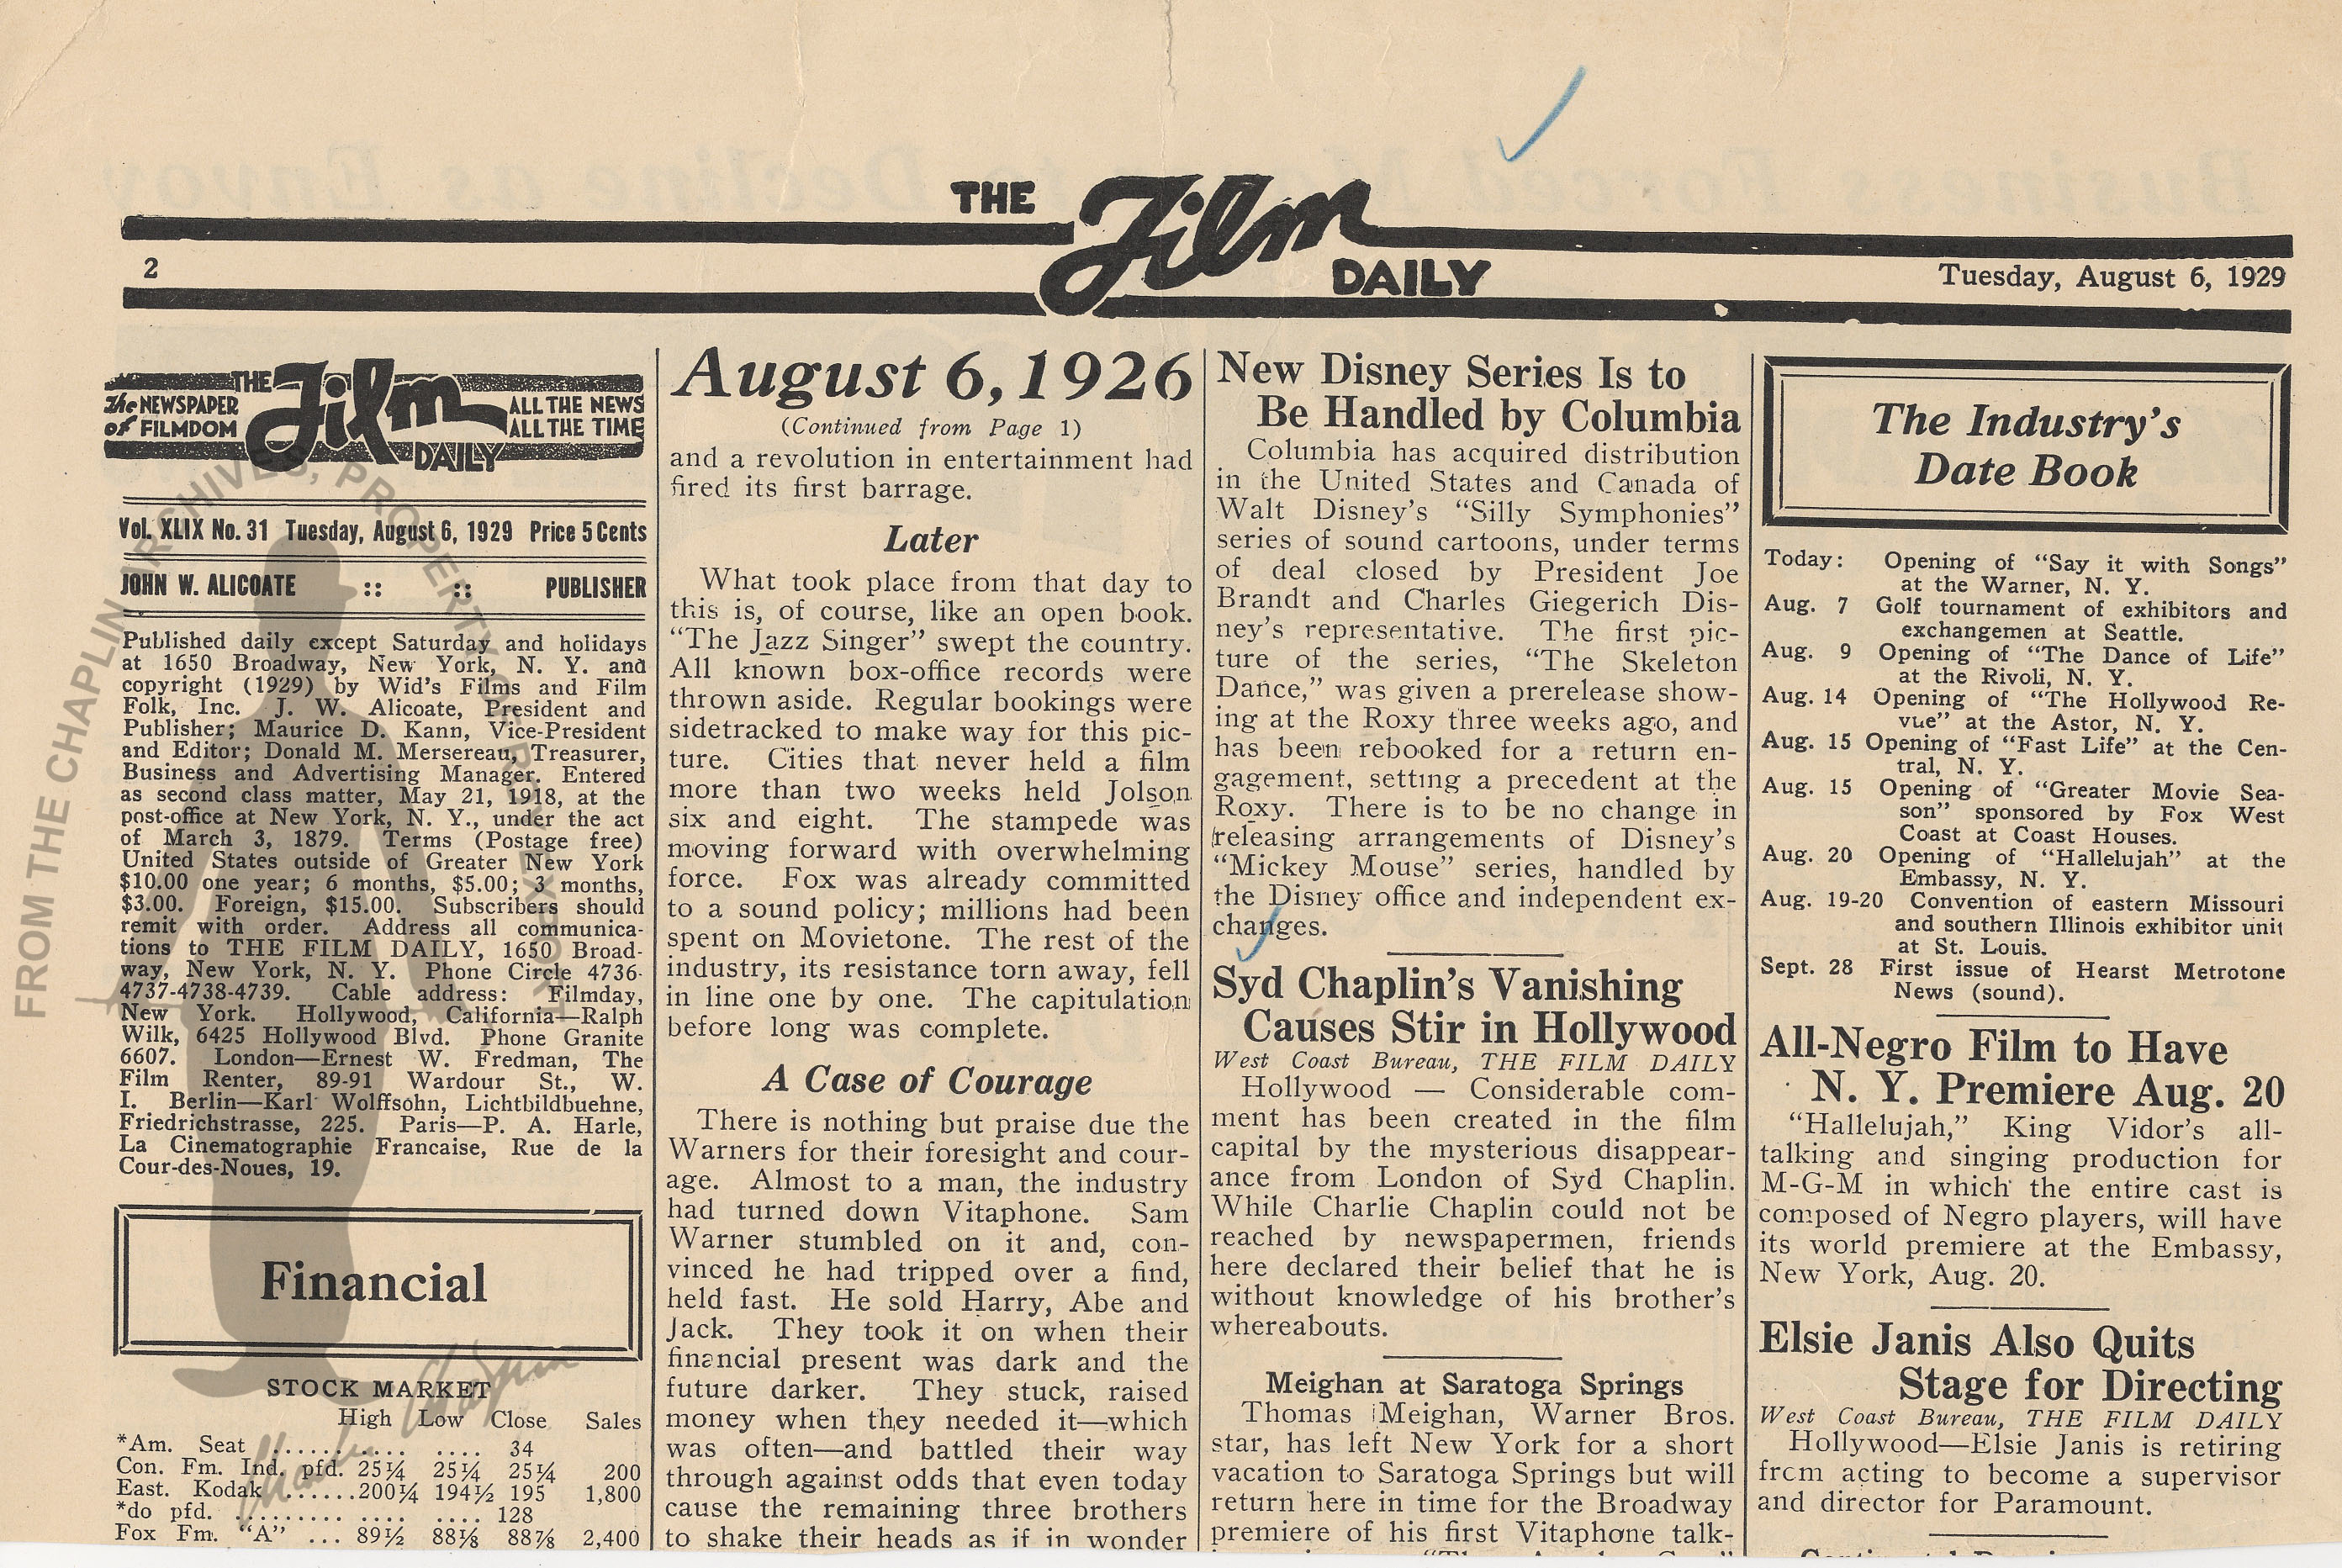 THE Film DAILY
2
Tuesday, August 6, 1929
THE Film DAILY
The NEWSPAPER of FILMDOM
ALL THE NEWS ALL THE TIME
Vol. XLIX No. 31 Tuesday, August 6, 1929 Price 5 Cents
JOHN W. ALICOATE :: :: PUBLISHER
Published daily except Saturday and holidays
at 1650 Broadway, New York, N. Y. and
copyright (1929) by Wid's Films and Film
Folk, Inc. J. W. Alicoate, President and
Publisher; Maurice D. Kann, Vice-President
and Editor; Donald M. Mersereau, Treasurer,
Business and Advertising Manager. Entered
as second class matter, May 21, 1918, at the
post-office at New York, N. Y., under the act
of March 3, 1879. Terms (Postage free)
United States outside of Greater New York
$10.00 one year; 6 months, $5.00; 3 months,
$3.00. Foreign, $15.00. Subscribers should
remit with order. Address all communica-
tions to THE FILM DAILY, 1650 Broad-
way, New York, N. Y. Phone Circle 4736-
4737-4738-4739. Cable address: Filmday,
New York. Hollywood, California—Ralph
Wilk, 6425 Hollywood Blvd. Phone Granite
6607. London—Ernest W. Fredman, The
Film Renter, 89-91 Wardour St., W.
I. Berlin—Karl Wolffsohn, Lichtbildbuehne,
Friedrichstrasse, 225. Paris—P. A. Harle,
La Cinematographie Francaise, Rue de la
Cour-des-Noues, 19.
Financial
STOCK MARKET
High Low Close Sales
*Am. Seat ........... .... 34
Con. Fm. Ind. pfd. 25¼ 25¼ 25¼ 200
East. Kodak ......200¼ 194½ 195 1,800
*do pfd. .......... .... 128
Fox Fm. "A" ... 89½ 88⅛ 88⅞ 2,400
August 6, 1926
(Continued from Page 1)
and a revolution in entertainment had
fired its first barrage.
Later
What took place from that day to
this is, of course, like an open book.
"The Jazz Singer" swept the country.
All known box-office records were
thrown aside. Regular bookings were
sidetracked to make way for this pic-
ture. Cities that never held a film
more than two weeks held Jolson
six and eight. The stampede was
moving forward with overwhelming
force. Fox was already committed
to a sound policy; millions had been
spent on Movietone. The rest of the
industry, its resistance torn away, fell
in line one by one. The capitulation
before long was complete.
A Case of Courage
There is nothing but praise due the
Warners for their foresight and cour-
age. Almost to a man, the industry
had turned down Vitaphone. Sam
Warner stumbled on it and, con-
vinced he had tripped over a find,
held fast. He sold Harry, Abe and
Jack. They took it on when their
financial present was dark and the
future darker. They stuck, raised
money when they needed it—which
was often—and battled their way
through against odds that even today
cause the remaining three brothers
to shake their heads as if in wonder
New Disney Series Is to
Be Handled by Columbia
Columbia has acquired distribution
in the United States and Canada of
Walt Disney's "Silly Symphonies"
series of sound cartoons, under terms
of deal closed by President Joe
Brandt and Charles Giegerich Dis-
ney's representative. The first pic-
ture of the series, "The Skeleton
Dance," was given a prerelease show-
ing at the Roxy three weeks ago, and
has been rebooked for a return en-
gagement, setting a precedent at the
Roxy. There is to be no change in
releasing arrangements of Disney's
"Mickey Mouse" series, handled by
the Disney office and independent ex-
changes.
Syd Chaplin's Vanishing
Causes Stir in Hollywood
West Coast Bureau, THE FILM DAILY
Hollywood — Considerable com-
ment has been created in the film
capital by the mysterious disappear-
ance from London of Syd Chaplin.
While Charlie Chaplin could not be
reached by newspapermen, friends
here declared their belief that he is
without knowledge of his brother's
whereabouts.
Meighan at Saratoga Springs
Thomas Meighan, Warner Bros.
star, has left New York for a short
vacation to Saratoga Springs but will
return here in time for the Broadway
premiere of his first Vitaphone talk-
The Industry's
Date Book
Today: Opening of "Say it with Songs"
at the Warner, N. Y.
Aug. 7 Golf tournament of exhibitors and
exchangemen at Seattle.
Aug. 9 Opening of "The Dance of Life"
at the Rivoli, N. Y.
Aug. 14 Opening of "The Hollywood Re-
vue" at the Astor, N. Y.
Aug. 15 Opening of "Fast Life" at the Cen-
tral, N. Y.
Aug. 15 Opening of "Greater Movie Sea-
son" sponsored by Fox West
Coast at Coast Houses.
Aug. 20 Opening of "Hallelujah" at the
Embassy, N. Y.
Aug. 19-20 Convention of eastern Missouri
and southern Illinois exhibitor unit
at St. Louis.
Sept. 28 First issue of Hearst Metrotone
News (sound).
All-Negro Film to Have
N. Y. Premiere Aug. 20
"Hallelujah," King Vidor's all-
talking and singing production for
M-G-M in which the entire cast is
composed of Negro players, will have
its world premiere at the Embassy,
New York, Aug. 20.
Elsie Janis Also Quits
Stage for Directing
West Coast Bureau, THE FILM DAILY
Hollywood—Elsie Janis is retiring
from acting to become a supervisor
and director for Paramount.
FROM THE CHAPLIN ARCHIVES, PROPERTY OF ROY EXPORT
Charles Chaplin